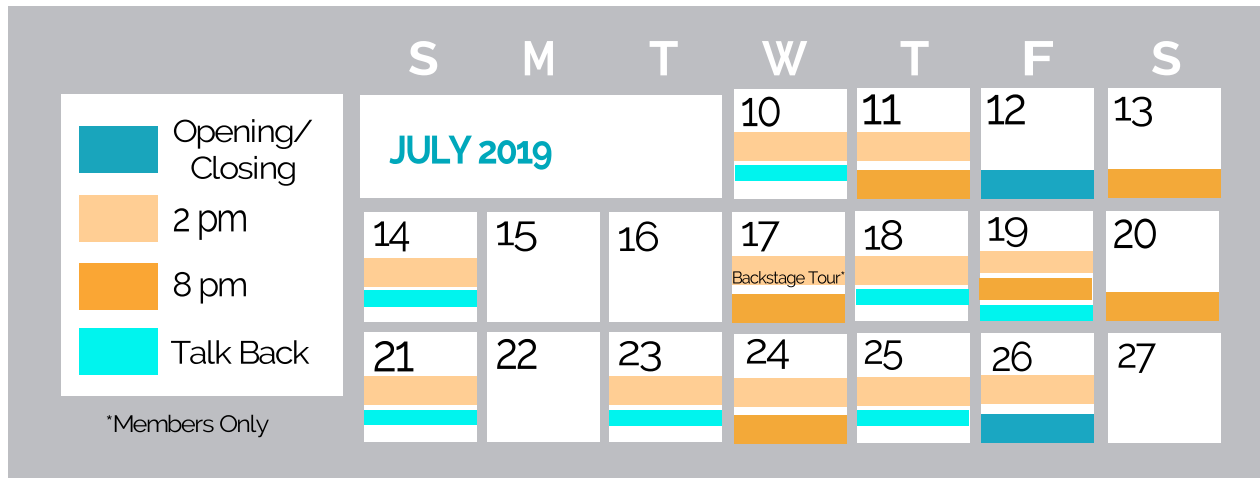 S M T W T F S
Opening/
Closing
2 pm
8 pm
Talk Back
*Members Only
JULY 2019
10 11 12 13
14 15 16 17 18 19 20
Backstage Tour*
21 22 23 24 25 26 27